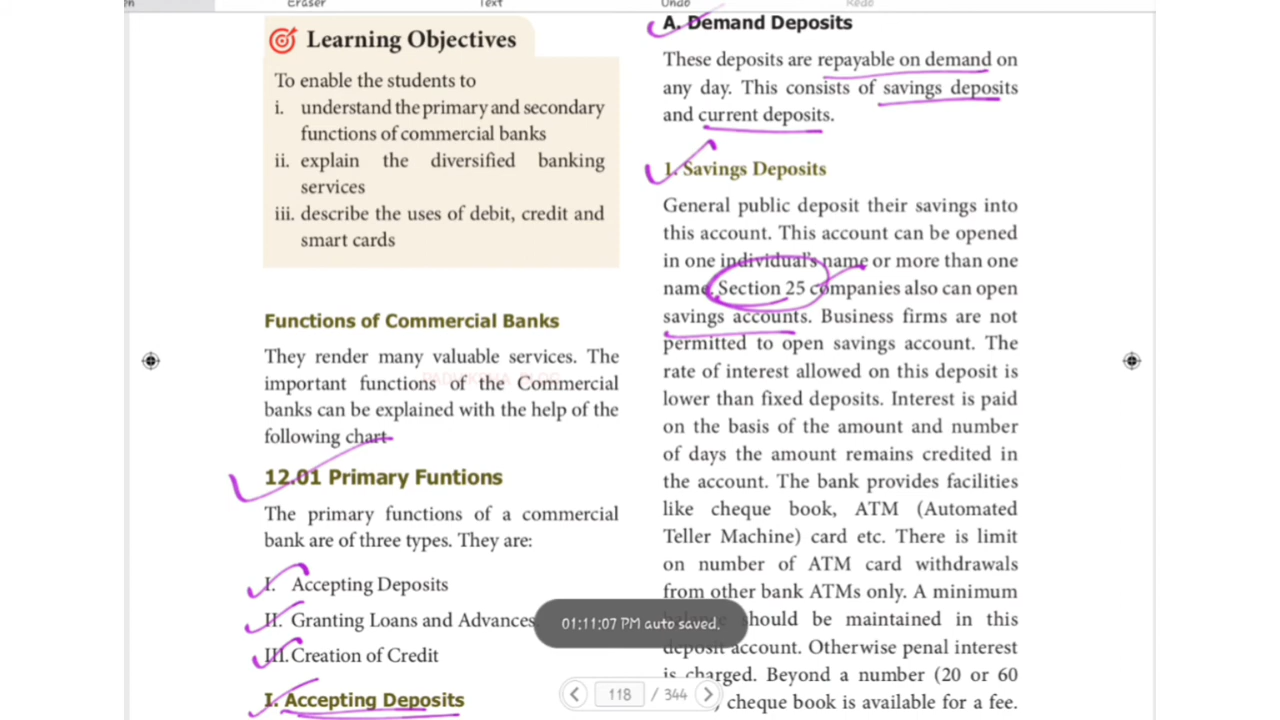 Eraser
Text
Undo
Redo
Learning Objectives
To enable the students to
i. understand the primary and secondary
functions of commercial banks
ii. explain the diversified banking
services
iii. describe the uses of debit, credit and
smart cards
Functions of Commercial Banks
They render many valuable services. The
important functions of the Commercial
banks can be explained with the help of the
following chart
12.01 Primary Funtions
The primary functions of a commercial
bank are of three types. They are:
I. Accepting Deposits
II. Granting Loans and Advances
III. Creation of Credit
I. Accepting Deposits
A. Demand Deposits
These deposits are repayable on demand on
any day. This consists of savings deposits
and current deposits.
1. Savings Deposits
General public deposit their savings into
this account. This account can be opened
in one individual's name or more than one
name. Section 25 companies also can open
savings accounts. Business firms are not
permitted to open savings account. The
rate of interest allowed on this deposit is
lower than fixed deposits. Interest is paid
on the basis of the amount and number
of days the amount remains credited in
the account. The bank provides facilities
like cheque book, ATM (Automated
Teller Machine) card etc. There is limit
on number of ATM card withdrawals
from other bank ATMs only. A minimum
should be maintained in this
deposit account. Otherwise penal interest
is charged. Beyond a number (20 or 60
cheque book is available for a fee.
01:11:07 PM auto saved.
118 / 344